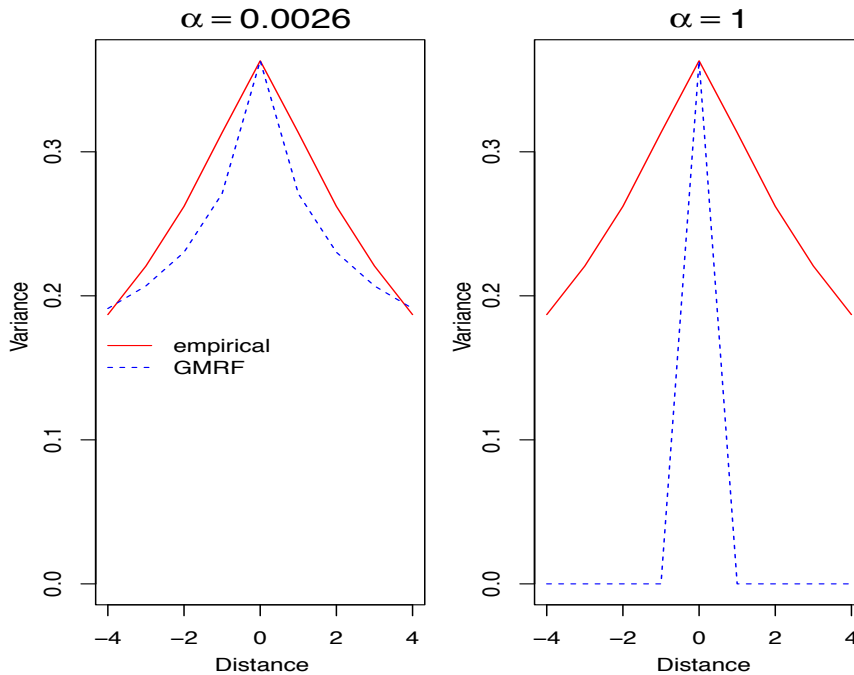 α = 0.0026
Variance
0.0 0.1 0.2 0.3
empirical
GMRF
−4 −2 0 2 4
Distance
α = 1
Variance
0.0 0.1 0.2 0.3
−4 −2 0 2 4
Distance